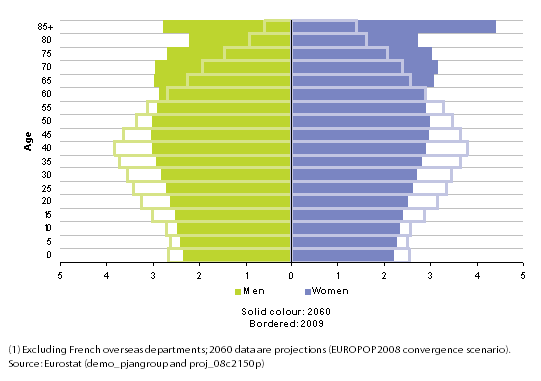 85+
80
75
70
65
60
55
50
45
40
35
30
25
20
15
10
5
0
Age
5 4 3 2 1 0 1 2 3 4 5
Men Women
Solid colour: 2060
Bordered: 2009
(1) Excluding French overseas departments; 2060 data are projections (EUROPOP2008 convergence scenario).
Source: Eurostat (demo_pjangroup and proj_08c2150p)